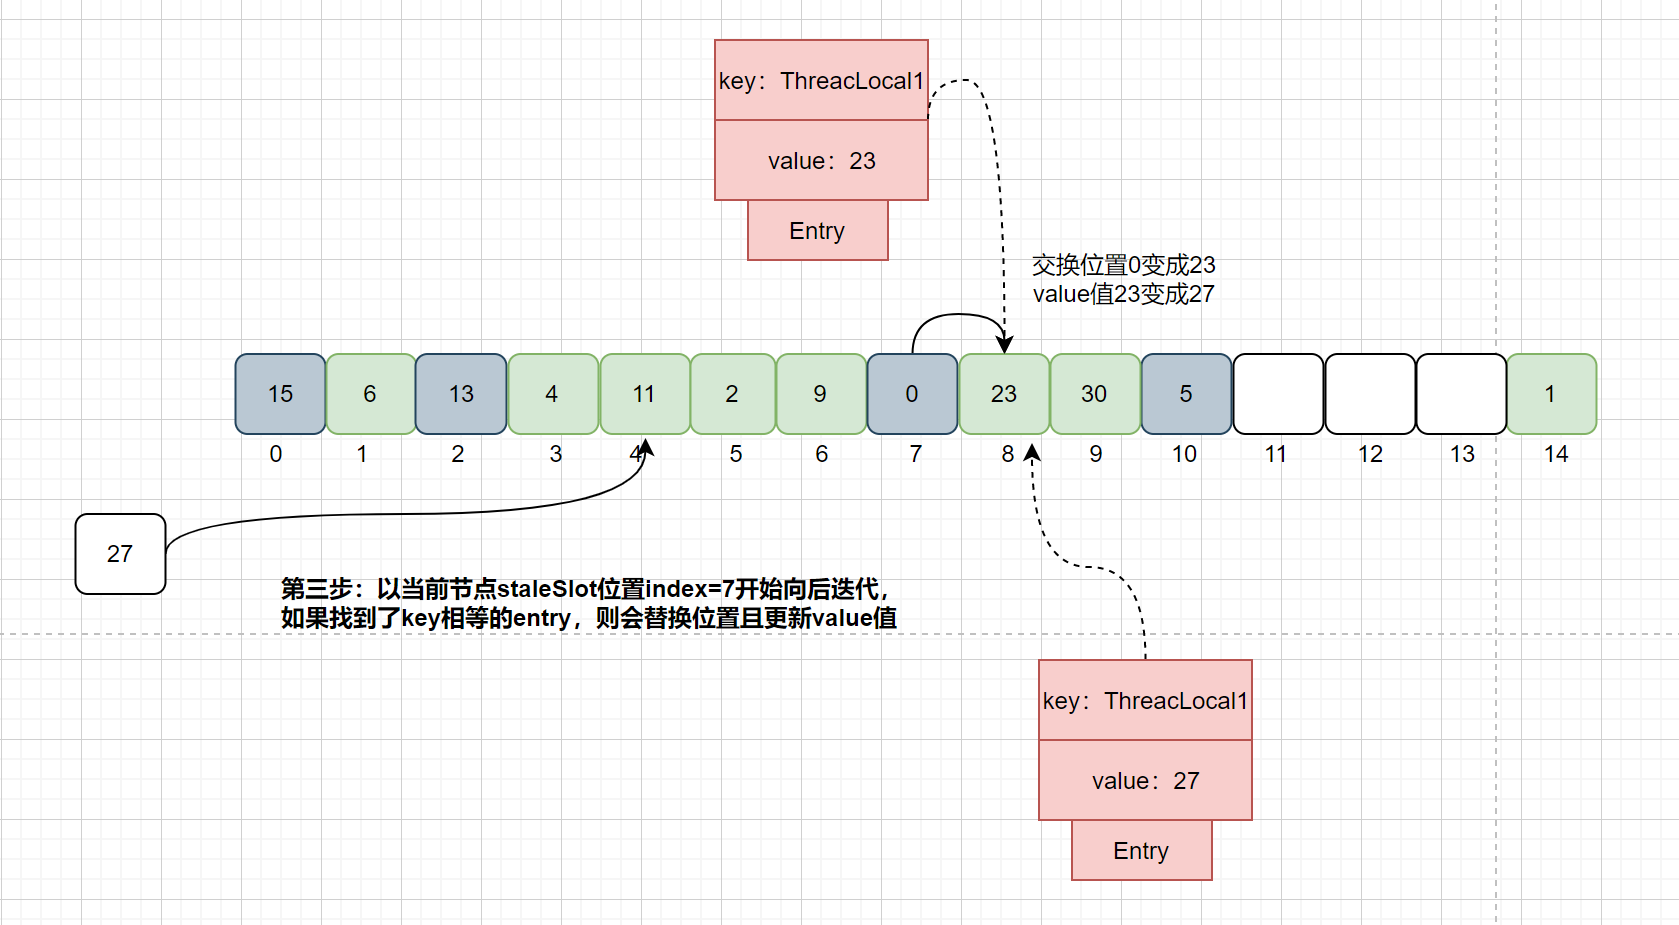 key：ThreacLocal1
value：23
Entry
交换位置0变成23
value值23变成27
15 6 13 4 11 2 9 0 23 30 5 1
0 1 2 3 4 5 6 7 8 9 10 11 12 13 14
27
第三步：以当前节点staleSlot位置index=7开始向后迭代，
如果找到了key相等的entry，则会替换位置且更新value值
key：ThreacLocal1
value：27
Entry